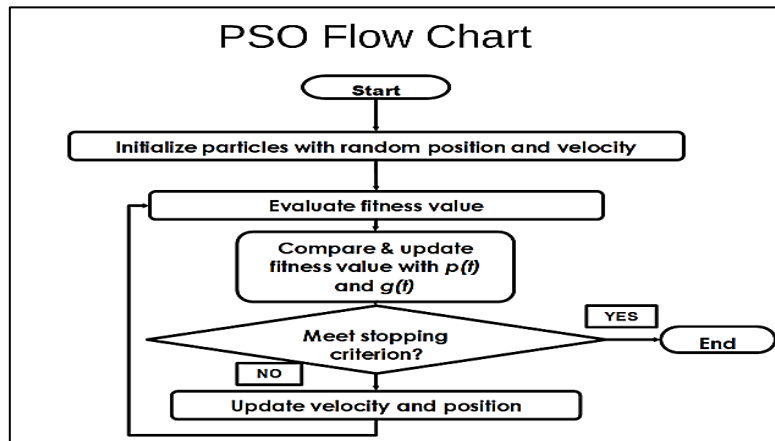 PSO Flow Chart
Start
Initialize particles with random position and velocity
Evaluate fitness value
Compare & update
fitness value with p(t)
and g(t)
YES
Meet stopping
criterion?
End
NO
Update velocity and position